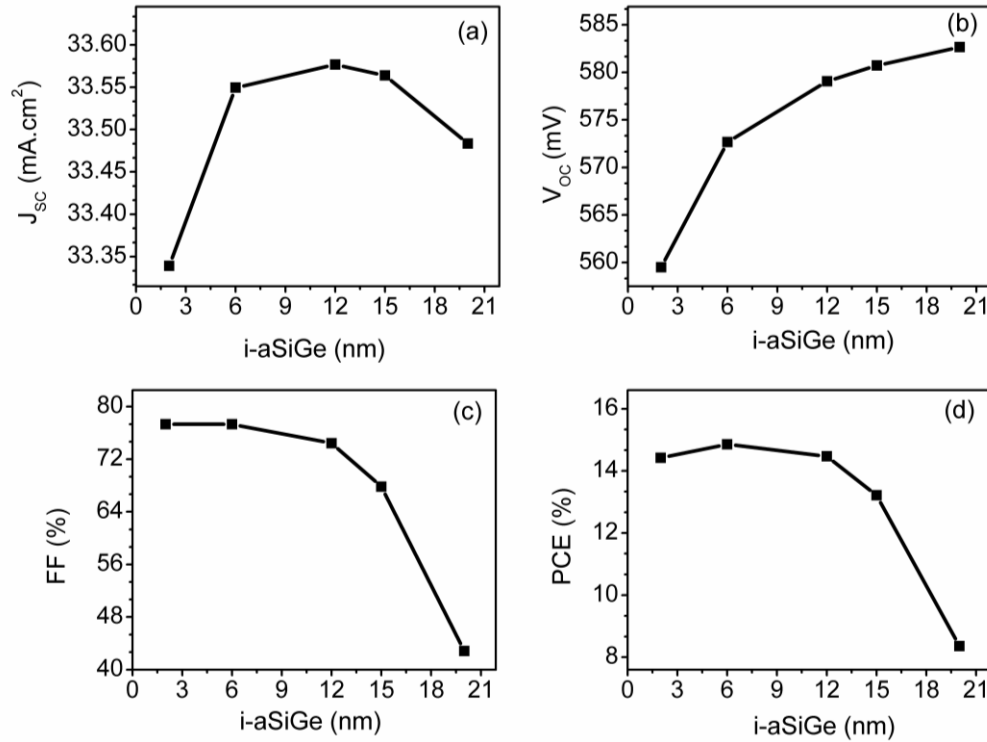 (a)
33.60
33.55
33.50
33.45
33.40
33.35
J_SC (mA.cm²)
0 3 6 9 12 15 18 21
i-aSiGe (nm)
(b)
585
580
575
570
565
560
V_OC (mV)
0 3 6 9 12 15 18 21
i-aSiGe (nm)
(c)
80
72
64
56
48
40
FF (%)
0 3 6 9 12 15 18 21
i-aSiGe (nm)
(d)
16
14
12
10
8
PCE (%)
0 3 6 9 12 15 18 21
i-aSiGe (nm)